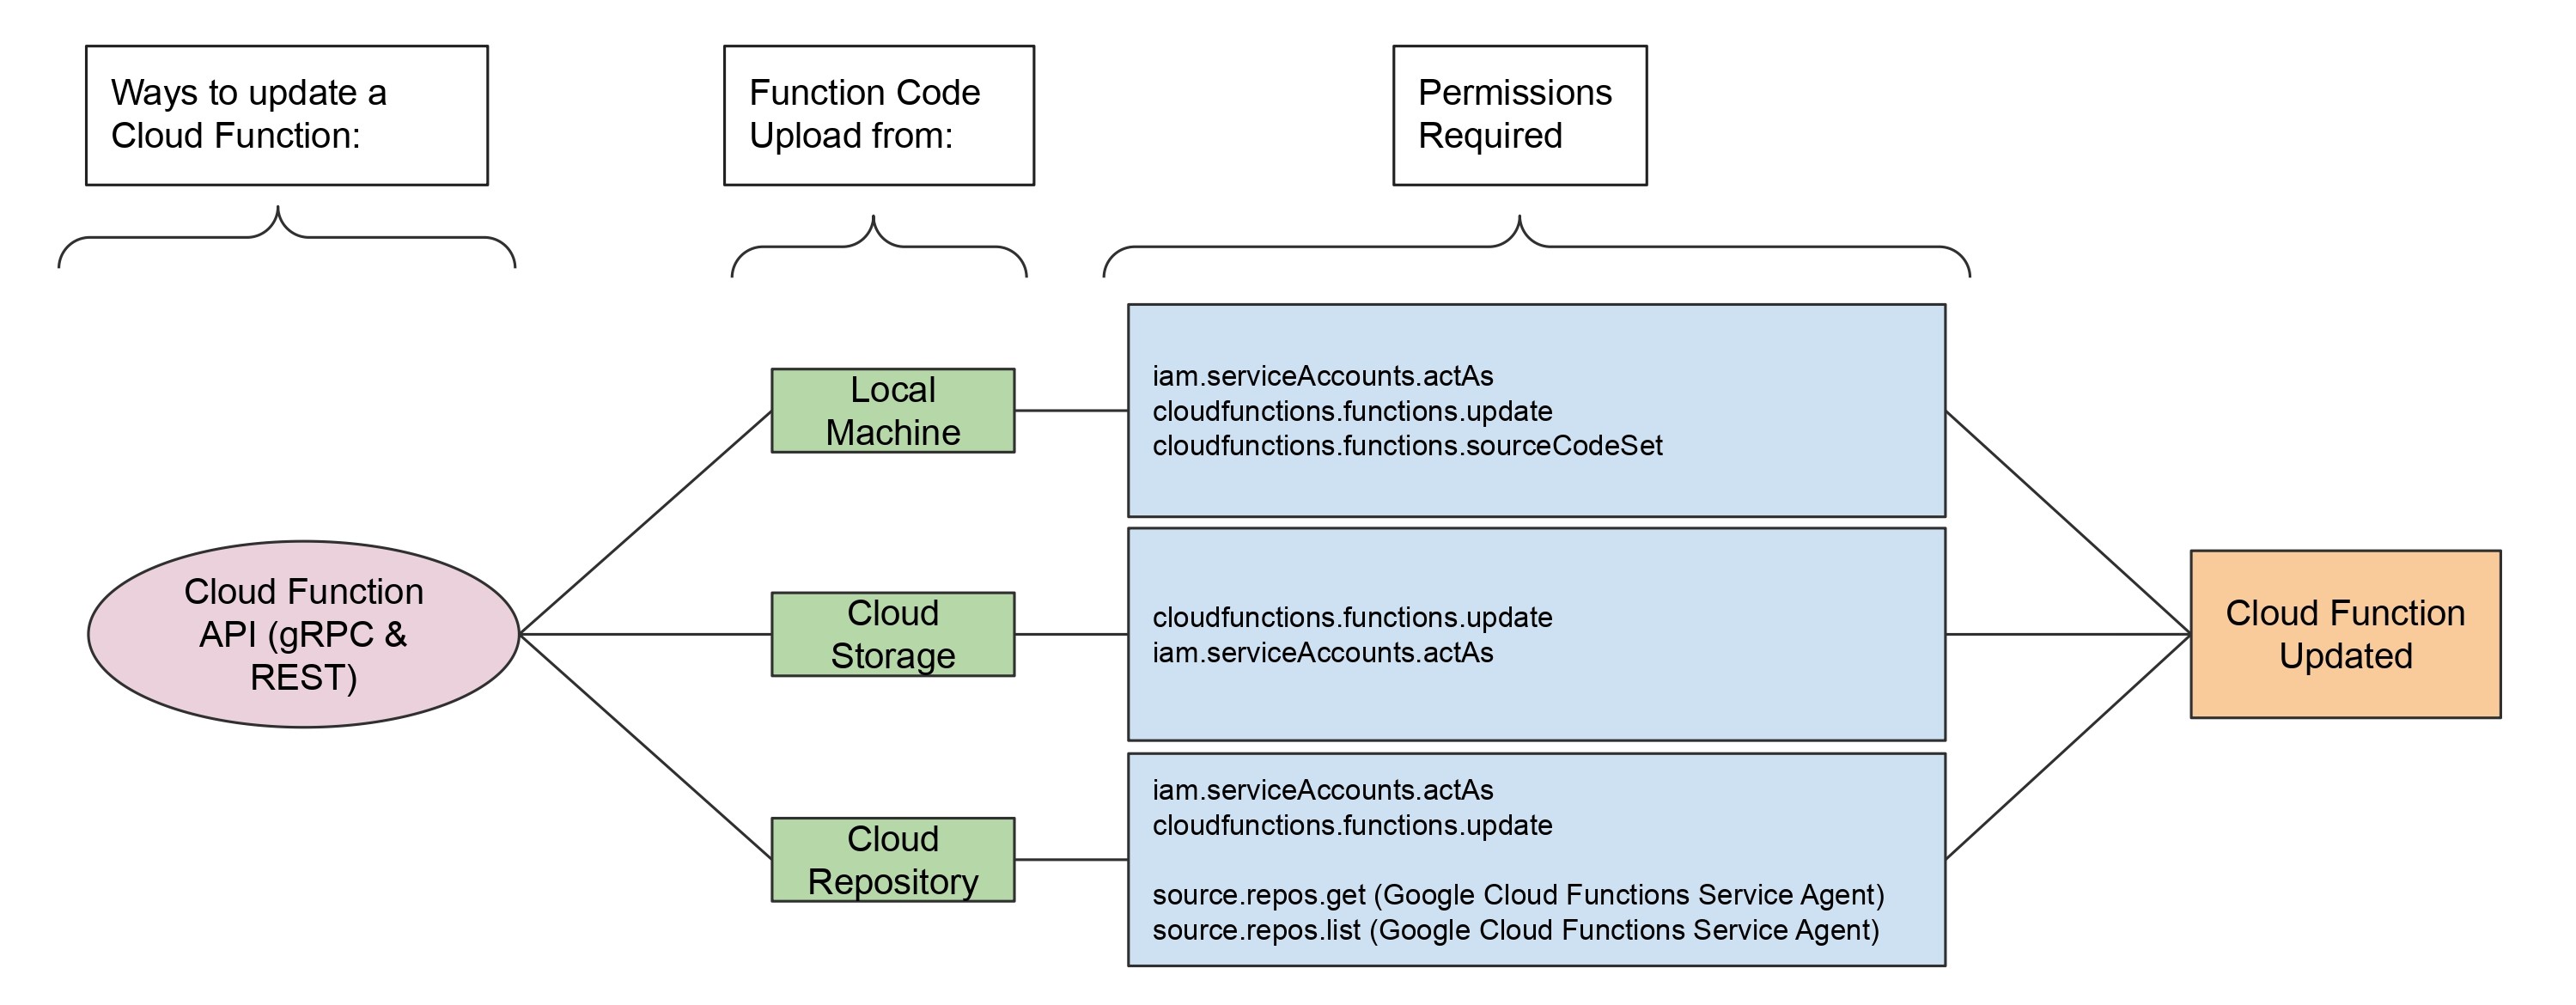 Ways to update a
Cloud Function:
Function Code
Upload from:
Permissions
Required
Cloud Function
API (gRPC &
REST)
Local
Machine
iam.serviceAccounts.actAs
cloudfunctions.functions.update
cloudfunctions.functions.sourceCodeSet
Cloud
Storage
cloudfunctions.functions.update
iam.serviceAccounts.actAs
Cloud
Repository
iam.serviceAccounts.actAs
cloudfunctions.functions.update
source.repos.get (Google Cloud Functions Service Agent)
source.repos.list (Google Cloud Functions Service Agent)
Cloud Function
Updated